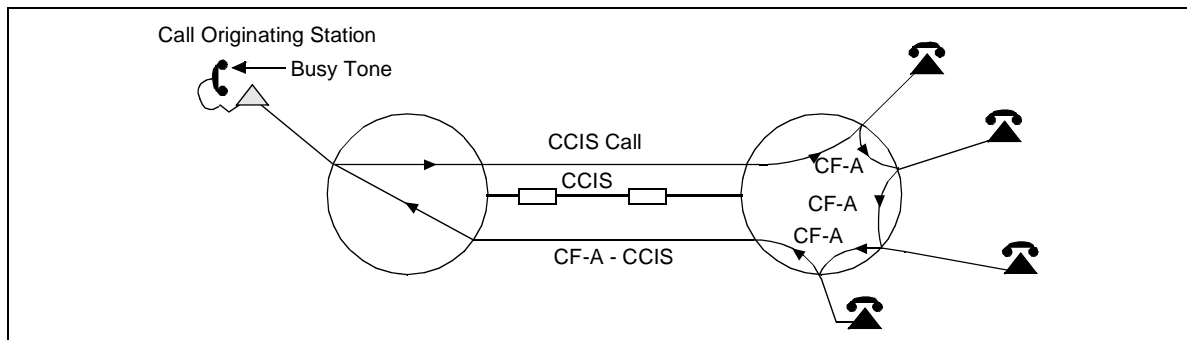 Call Originating Station
Busy Tone
CCIS Call
CF-A
CCIS
CF-A
CF-A
CF-A - CCIS